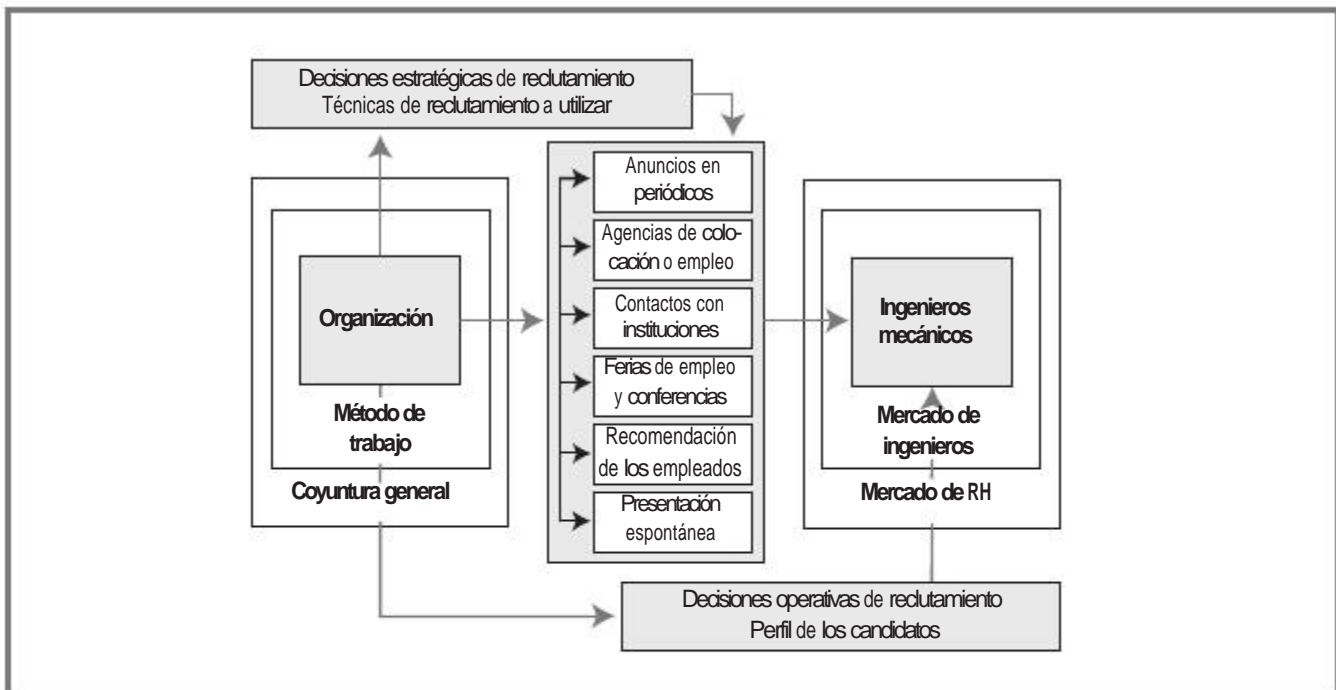 Decisiones estratégicas de reclutamiento
Técnicas de reclutamiento a utilizar
Anuncios en
periódicos
Agencias de colo-
cación o empleo
Contactos con
instituciones
Ferias de empleo
y conferencias
Recomendación
de los empleados
Presentación
espontánea
Organización
Método de
trabajo
Coyuntura general
Ingenieros
mecánicos
Mercado de
ingenieros
Mercado de RH
Decisiones operativas de reclutamiento
Perfil de los candidatos